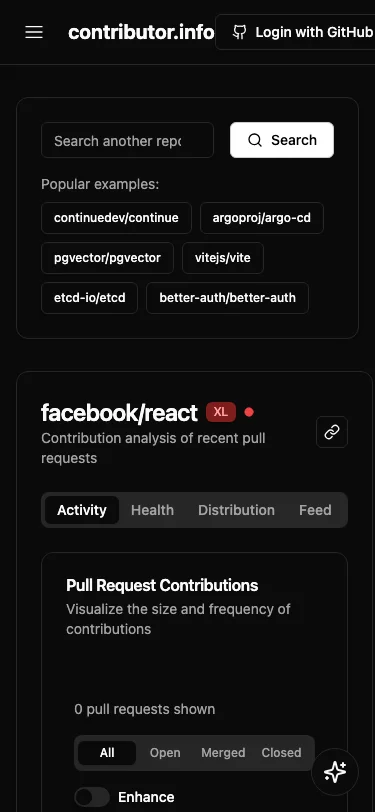 contributor.info
Login with GitHub
Search another repo
Search
Popular examples:
continuedev/continue
argoproj/argo-cd
pgvector/pgvector
vitejs/vite
etcd-io/etcd
better-auth/better-auth
facebook/react XL
Contribution analysis of recent pull
requests
Activity Health Distribution Feed
Pull Request Contributions
Visualize the size and frequency of
contributions
0 pull requests shown
All Open Merged Closed
Enhance